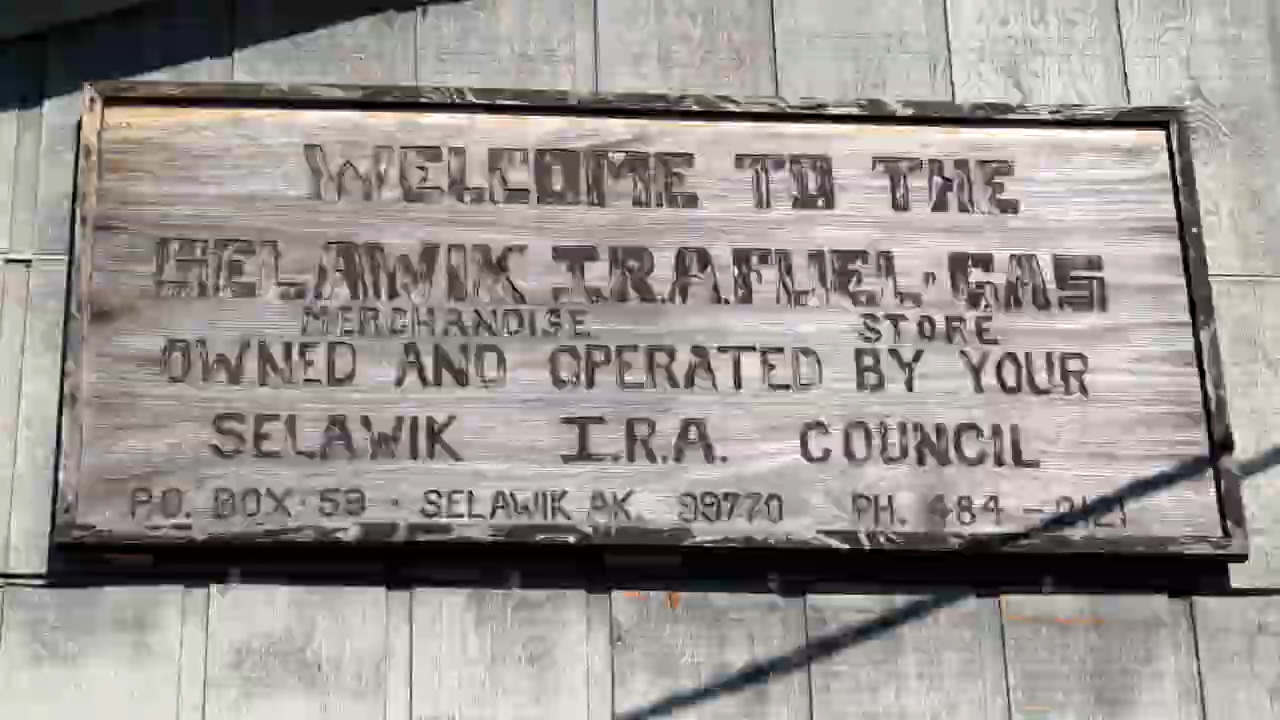 WELCOME TO THE
SELAWIK I.R.A FUEL·GAS
MERCHANDISE STORE
OWNED AND OPERATED BY YOUR
SELAWIK I.R.A. COUNCIL
P.O. BOX·59 · SELAWIK AK. 99770 PH. 484 -